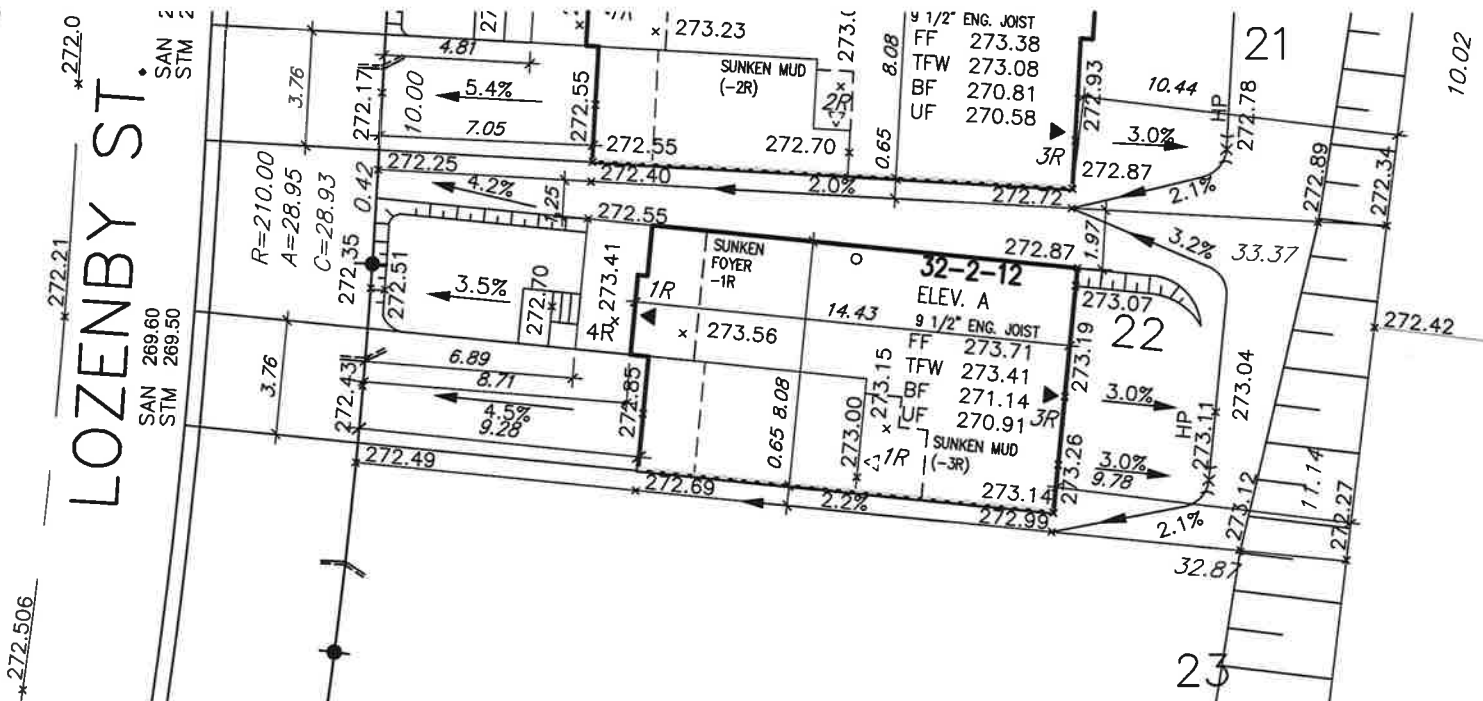 LOZENBY ST.
272.0
272.21
272.506
SAN
STM
SAN 269.60
STM 269.50
R=210.00
A=28.95
C=28.93
3.76
3.76
4.81
5.4%
7.05
10.00
272.17
272.55
272.55
272.25
4.2%
0.42
1.25
272.40
2.0%
272.72
273.23
SUNKEN MUD
(-2R)
2R
272.70
8.08
0.65
9 1/2" ENG. JOIST
FF 273.38
TFW 273.08
BF 270.81
UF 270.58
3R
272.93
272.87
21
10.44
HP
272.78
3.0%
2.1%
272.89
272.34
10.02
33.37
3.2%
1.97
272.35
272.51
3.5%
272.70
273.41
4R
272.55
1R
SUNKEN
FOYER
-1R
272.87
32-2-12
ELEV. A
14.43
9 1/2" ENG. JOIST
FF 273.71
TFW 273.41
BF 271.14
UF 270.91
273.56
273.15
273.00
1R
SUNKEN MUD
(-3R)
3R
273.07
273.19
22
273.04
272.42
3.0%
HP
273.11
3.0%
9.78
273.26
273.14
2.1%
273.12
11.14
272.27
6.89
8.71
4.5%
9.28
272.43
272.85
0.65 8.08
272.49
272.69
2.2%
272.99
32.87
23